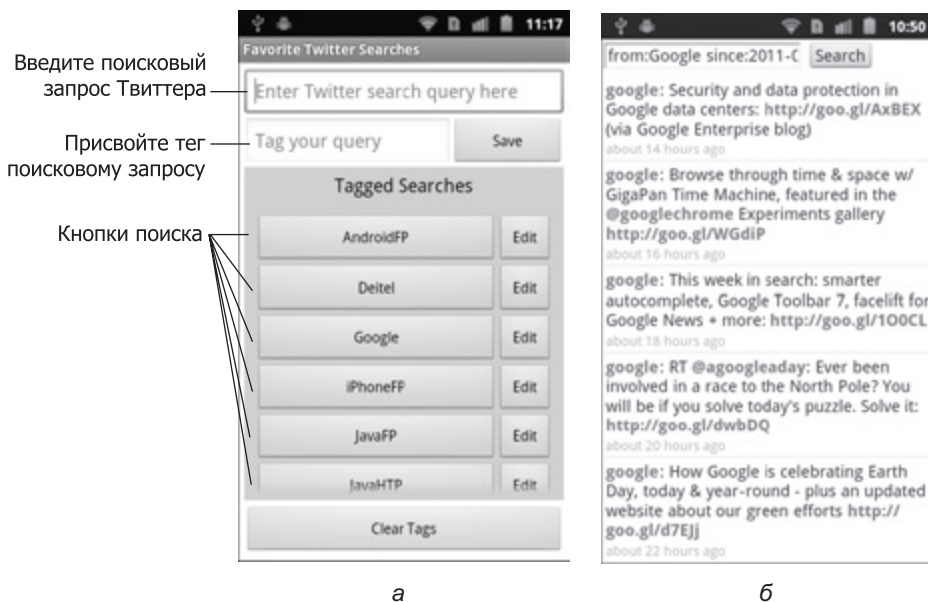 Введите поисковый
запрос Твиттера
Присвойте тег
поисковому запросу
Кнопки поиска
11:17
Favorite Twitter Searches
Enter Twitter search query here
Tag your query
Save
Tagged Searches
AndroidFP
Edit
Deitel
Edit
Google
Edit
iPhoneFP
Edit
JavaFP
Edit
JavaHTP
Edit
Clear Tags
а
10:50
from:Google since:2011-0
Search
google: Security and data protection in
Google data centers: http://goo.gl/AxBEX
(via Google Enterprise blog)
about 14 hours ago
google: Browse through time & space w/
GigaPan Time Machine, featured in the
@googlechrome Experiments gallery
http://goo.gl/WGdiP
about 16 hours ago
google: This week in search: smarter
autocomplete, Google Toolbar 7, facelift for
Google News + more: http://goo.gl/1O0CL
about 18 hours ago
google: RT @agoogleaday: Ever been
involved in a race to the North Pole? You
will be if you solve today's puzzle. Solve it:
http://goo.gl/dwbDQ
about 20 hours ago
google: How Google is celebrating Earth
Day, today & year-round - plus an updated
website about our green efforts http://
goo.gl/d7EJj
about 22 hours ago
б